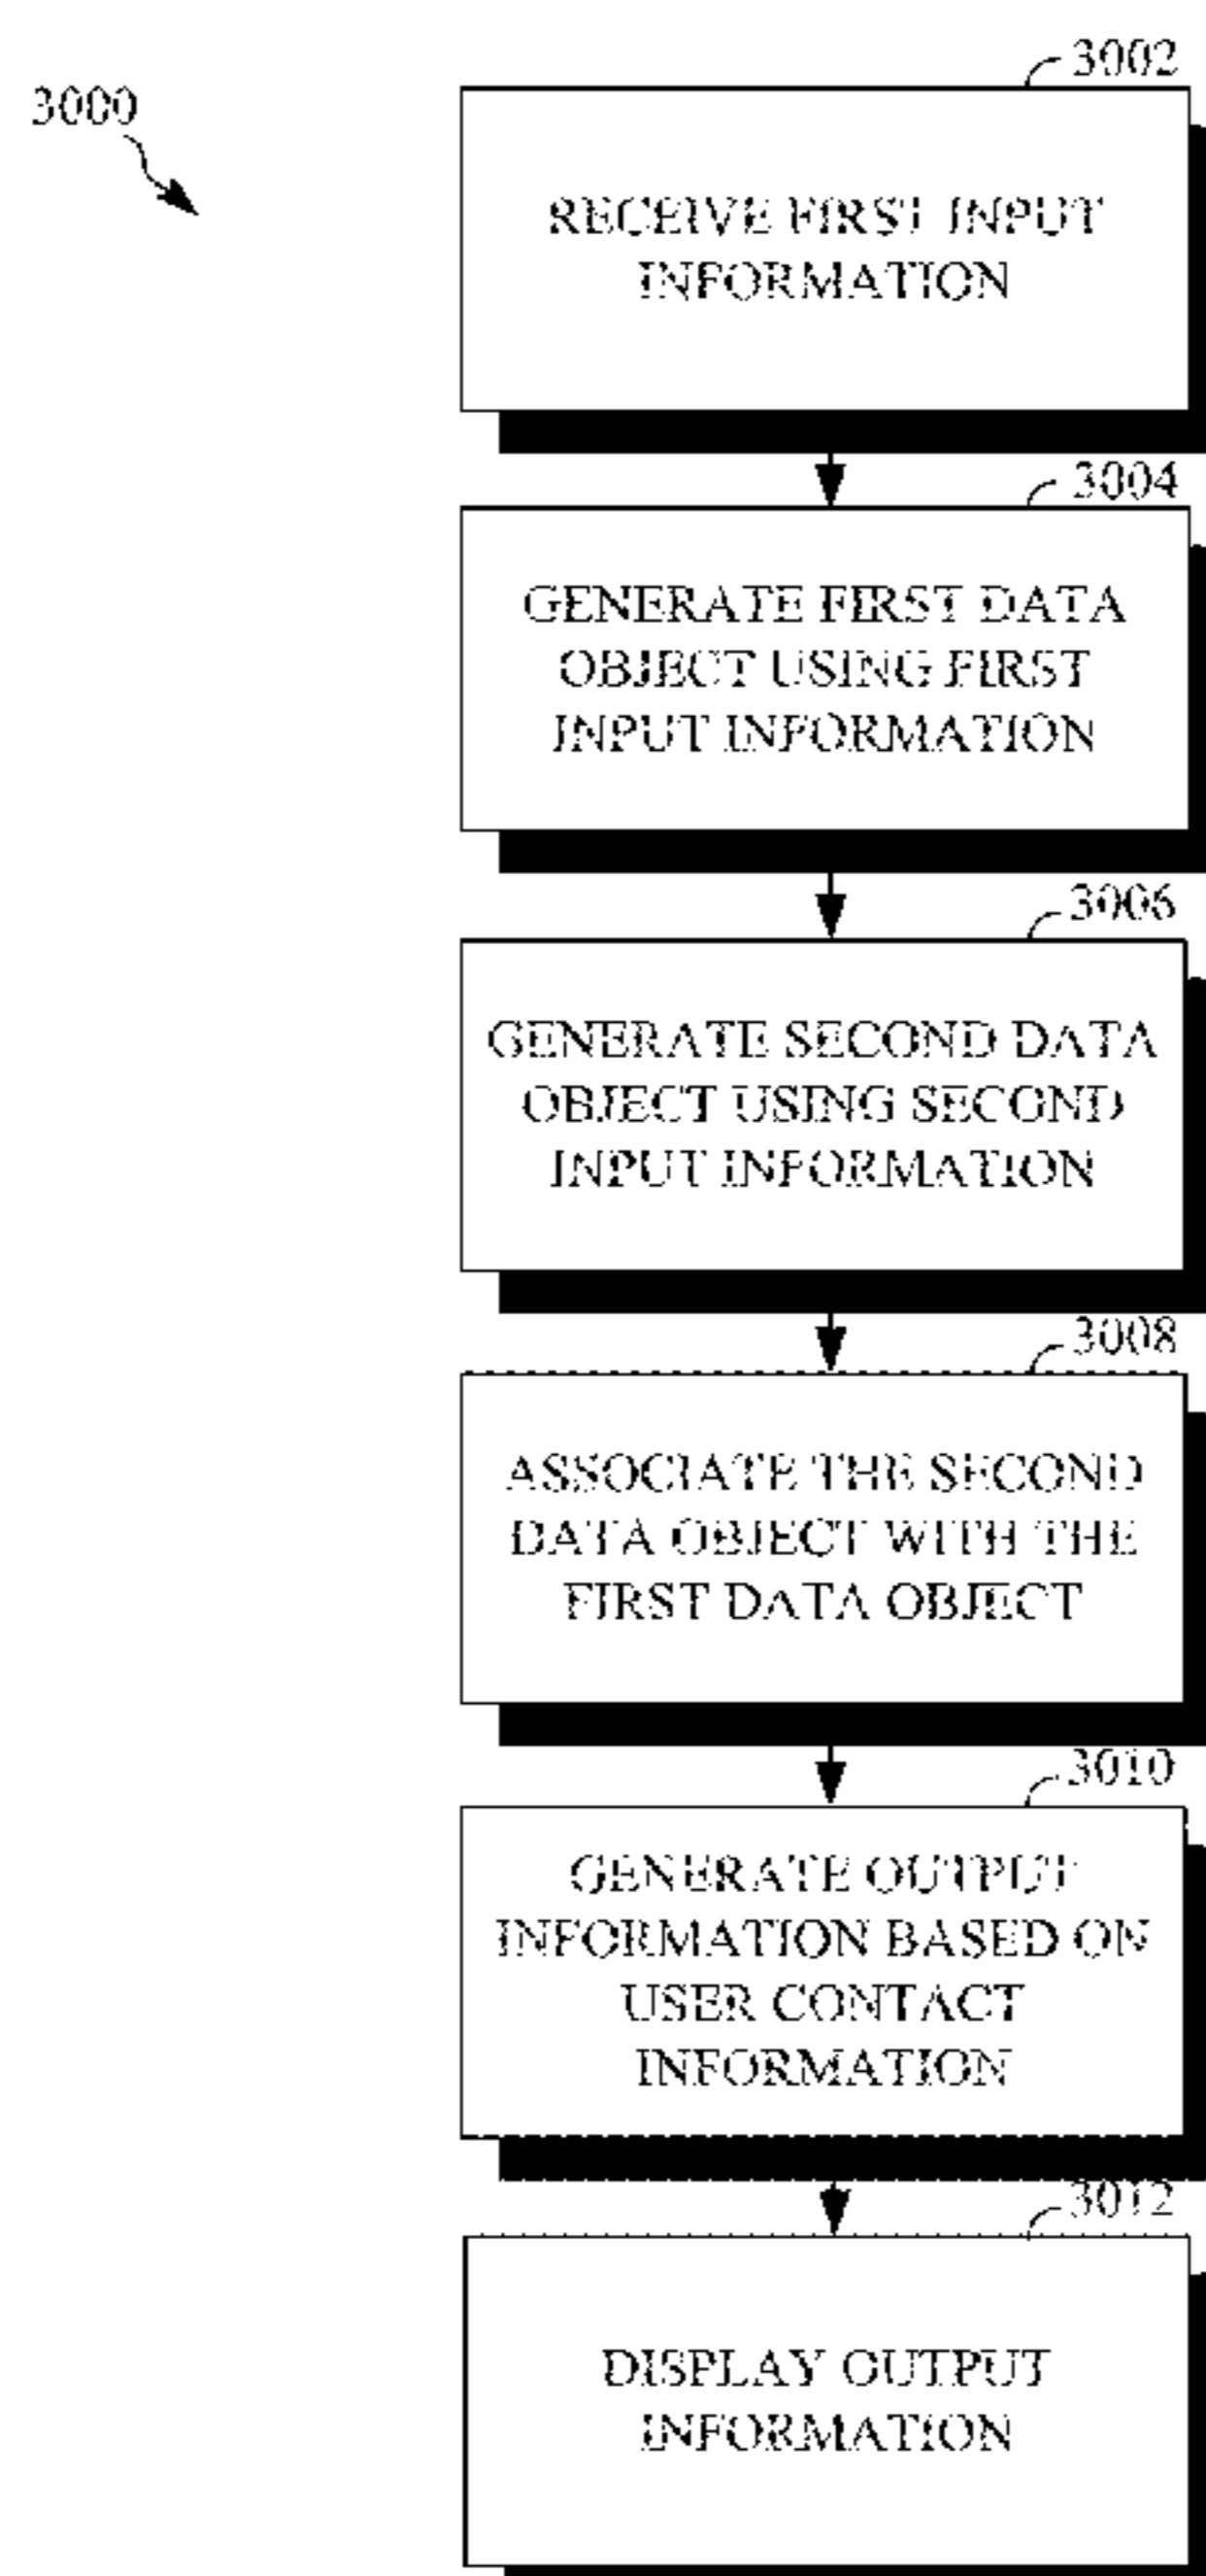 3000
3002
RECEIVE FIRST INPUT
INFORMATION
3004
GENERATE FIRST DATA
OBJECT USING FIRST
INPUT INFORMATION
3006
GENERATE SECOND DATA
OBJECT USING SECOND
INPUT INFORMATION
3008
ASSOCIATE THE SECOND
DATA OBJECT WITH THE
FIRST DATA OBJECT
3010
GENERATE OUTPUT
INFORMATION BASED ON
USER CONTACT
INFORMATION
3012
DISPLAY OUTPUT
INFORMATION